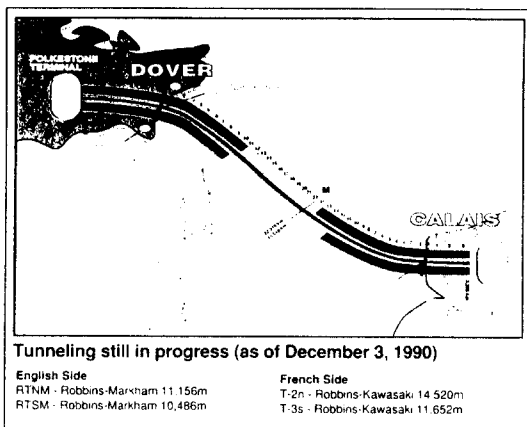 FOLKESTONE
TERMINAL
DOVER
M
CALAIS
Tunneling still in progress (as of December 3, 1990)
English Side
RTNM - Robbins-Markham 11,156m
RTSM - Robbins-Markham 10,486m
French Side
T-2n - Robbins-Kawasaki 14 520m
T-3s - Robbins-Kawasaki 11,652m